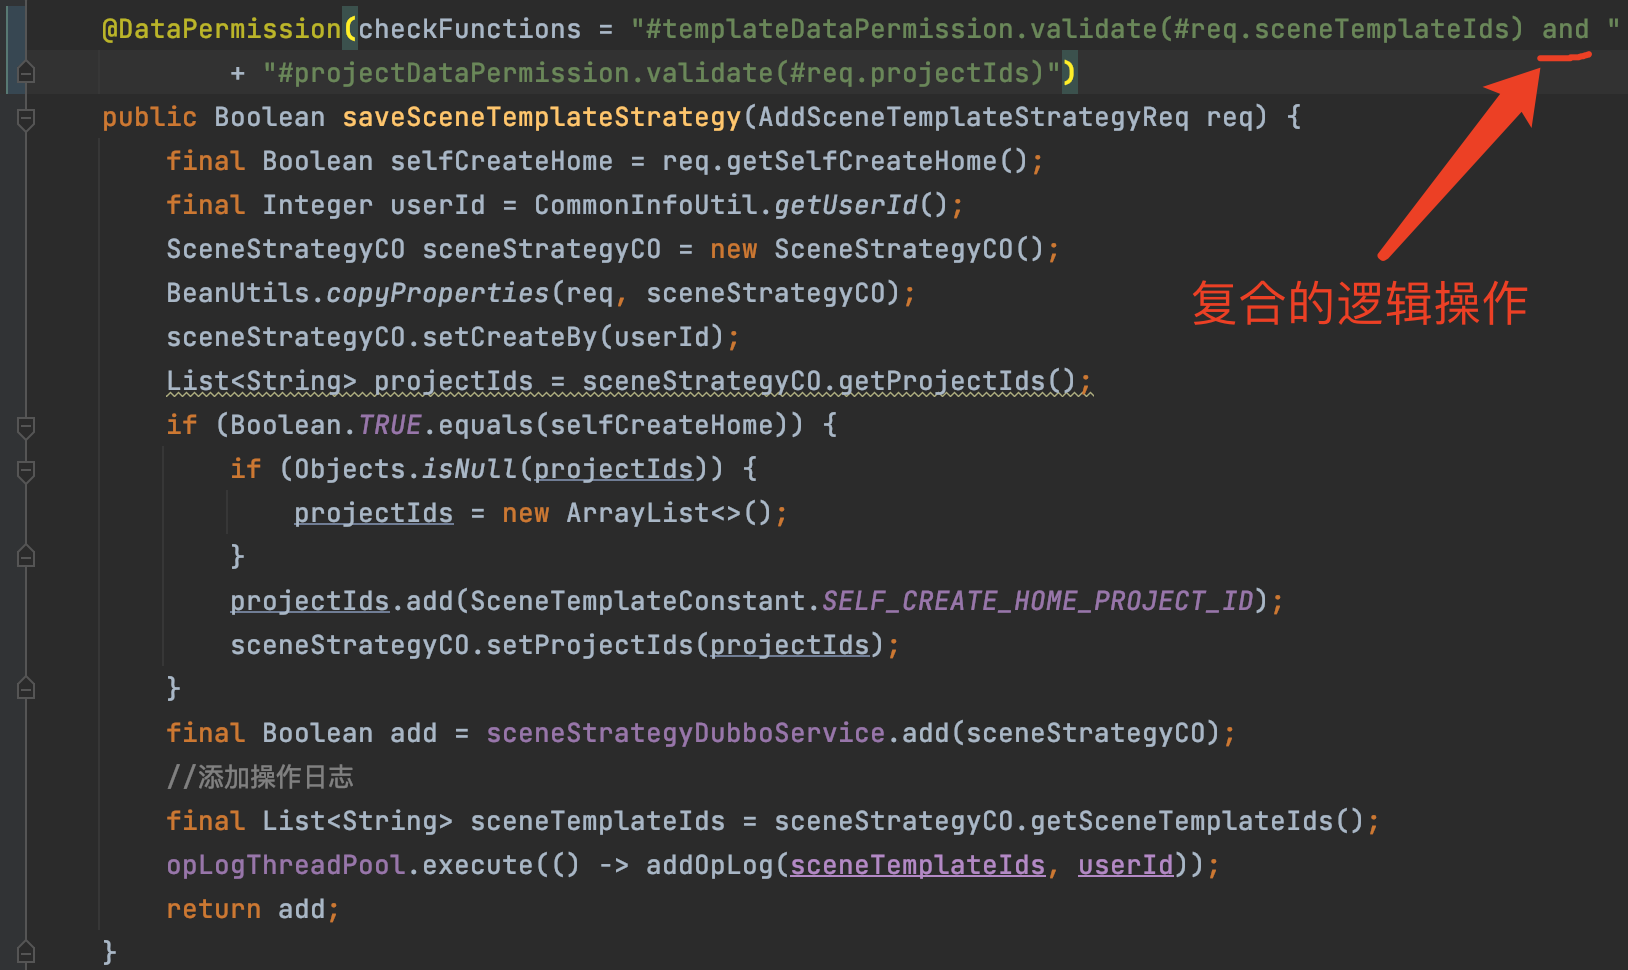 @DataPermission(checkFunctions = "#templateDataPermission.validate(#req.sceneTemplateIds) and "
        + "#projectDataPermission.validate(#req.projectIds)")
public Boolean saveSceneTemplateStrategy(AddSceneTemplateStrategyReq req) {
    final Boolean selfCreateHome = req.getSelfCreateHome();
    final Integer userId = CommonInfoUtil.getUserId();
    SceneStrategyCO sceneStrategyCO = new SceneStrategyCO();
    BeanUtils.copyProperties(req, sceneStrategyCO);
复合的逻辑操作
    sceneStrategyCO.setCreateBy(userId);
    List<String> projectIds = sceneStrategyCO.getProjectIds();
    if (Boolean.TRUE.equals(selfCreateHome)) {
        if (Objects.isNull(projectIds)) {
            projectIds = new ArrayList<>();
        }
        projectIds.add(SceneTemplateConstant.SELF_CREATE_HOME_PROJECT_ID);
        sceneStrategyCO.setProjectIds(projectIds);
    }
    final Boolean add = sceneStrategyDubboService.add(sceneStrategyCO);
    //添加操作日志
    final List<String> sceneTemplateIds = sceneStrategyCO.getSceneTemplateIds();
    opLogThreadPool.execute(() -> addOpLog(sceneTemplateIds, userId));
    return add;
}